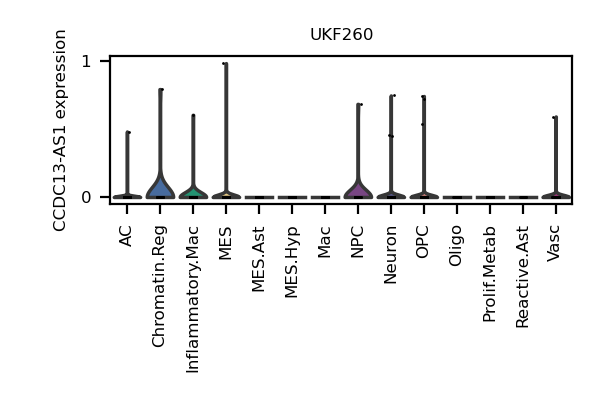 UKF260
CCDC13-AS1 expression
1
0
AC
Chromatin.Reg
Inflammatory.Mac
MES
MES.Ast
MES.Hyp
Mac
NPC
Neuron
OPC
Oligo
Prolif.Metab
Reactive.Ast
Vasc